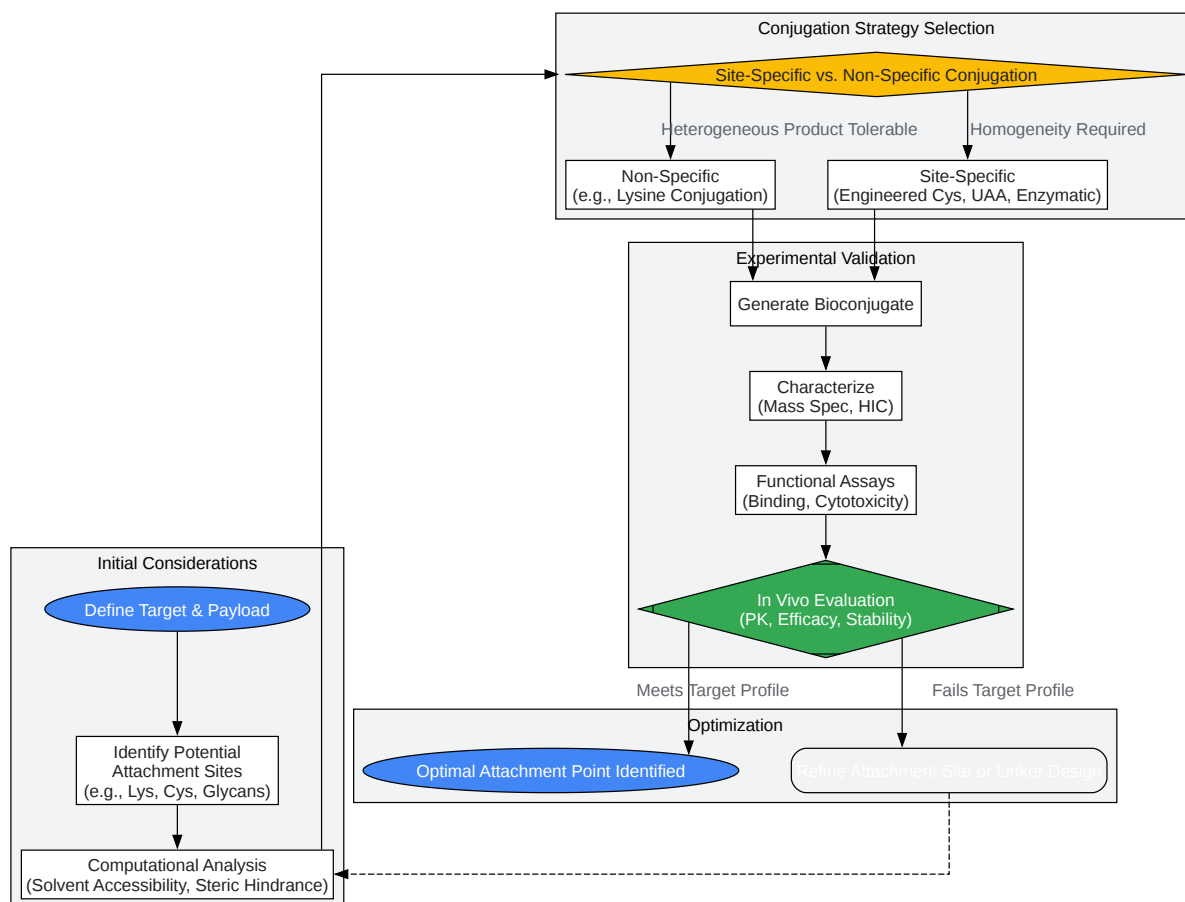 Conjugation Strategy Selection
Site-Specific vs. Non-Specific Conjugation
Heterogeneous Product Tolerable
Homogeneity Required
Non-Specific
(e.g., Lysine Conjugation)
Site-Specific
(Engineered Cys, UAA, Enzymatic)
Experimental Validation
Generate Bioconjugate
Characterize
(Mass Spec, HIC)
Functional Assays
(Binding, Cytotoxicity)
Initial Considerations
Define Target & Payload
In Vivo Evaluation
(PK, Efficacy, Stability)
Meets Target Profile
Fails Target Profile
Optimization
Identify Potential
Attachment Sites
(e.g., Lys, Cys, Glycans)
Optimal Attachment Point Identified
Refine Attachment Site or Linker Design
Computational Analysis
(Solvent Accessibility, Steric Hindrance)